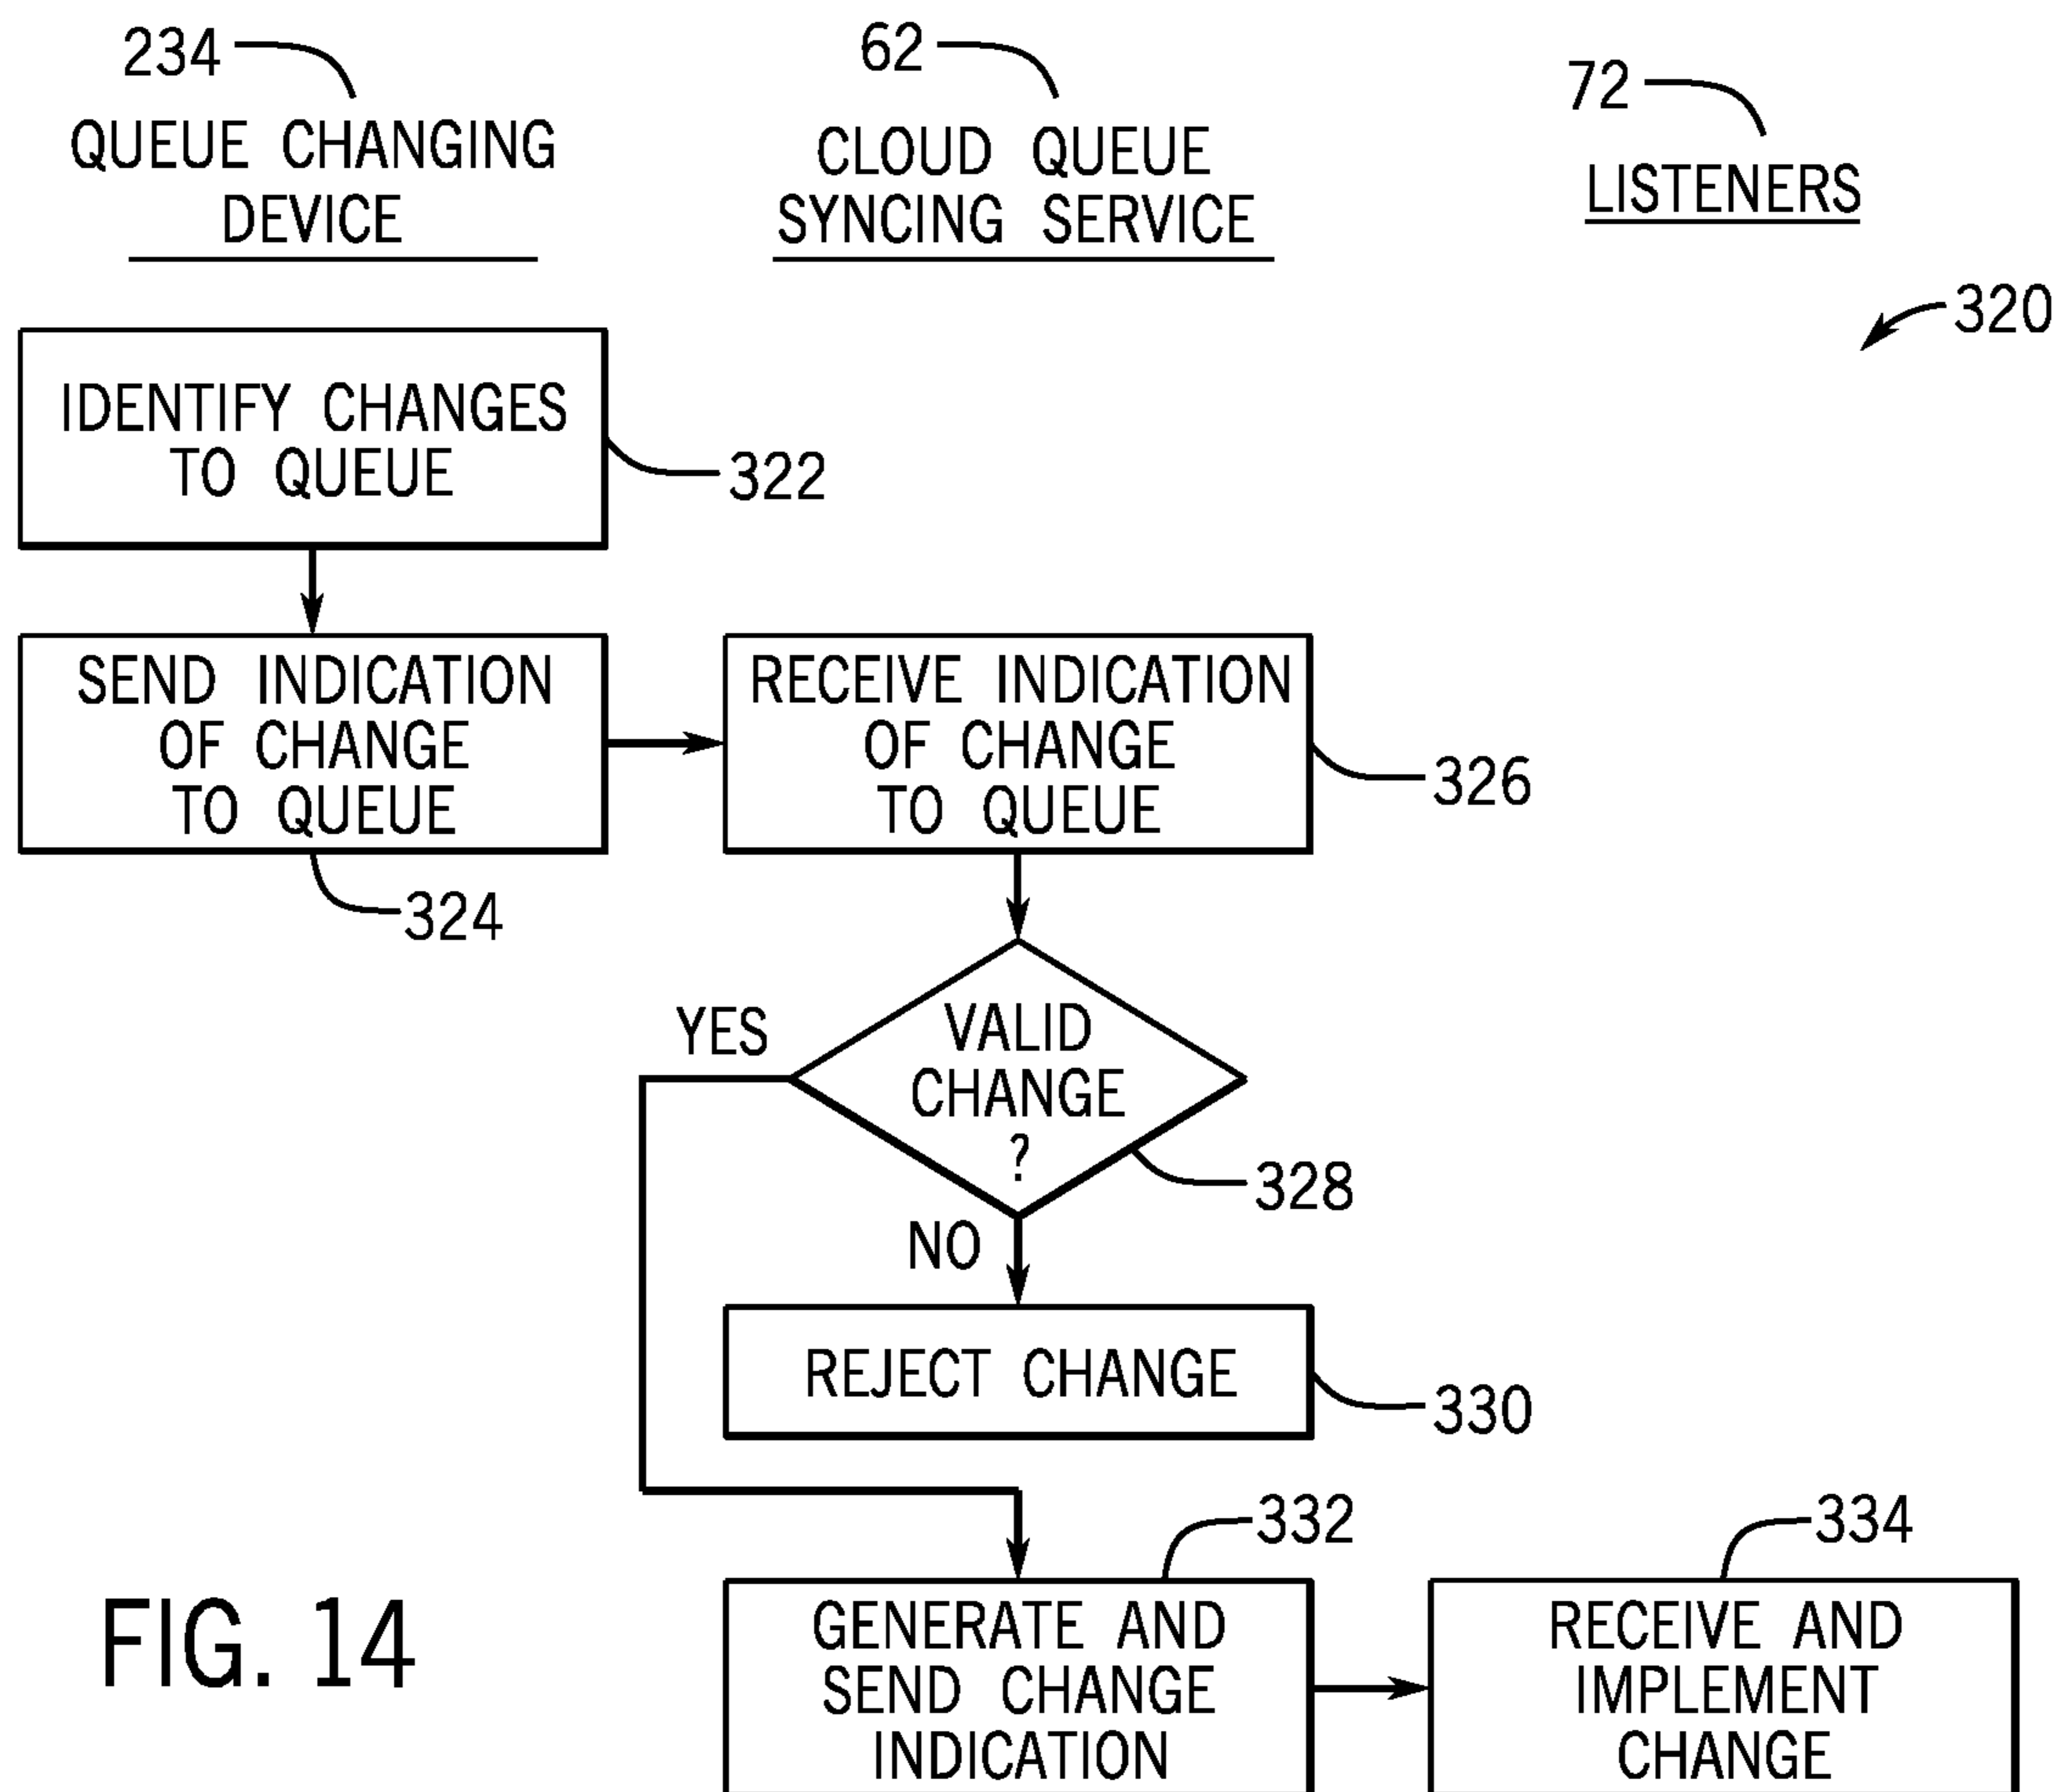 234
QUEUE CHANGING
DEVICE
62
CLOUD QUEUE
SYNCING SERVICE
72
LISTENERS
320
IDENTIFY CHANGES
TO QUEUE
322
SEND INDICATION
OF CHANGE
TO QUEUE
324
RECEIVE INDICATION
OF CHANGE
TO QUEUE
326
VALID
CHANGE
?
328
YES
NO
REJECT CHANGE
330
332
GENERATE AND
SEND CHANGE
INDICATION
334
RECEIVE AND
IMPLEMENT
CHANGE
FIG. 14